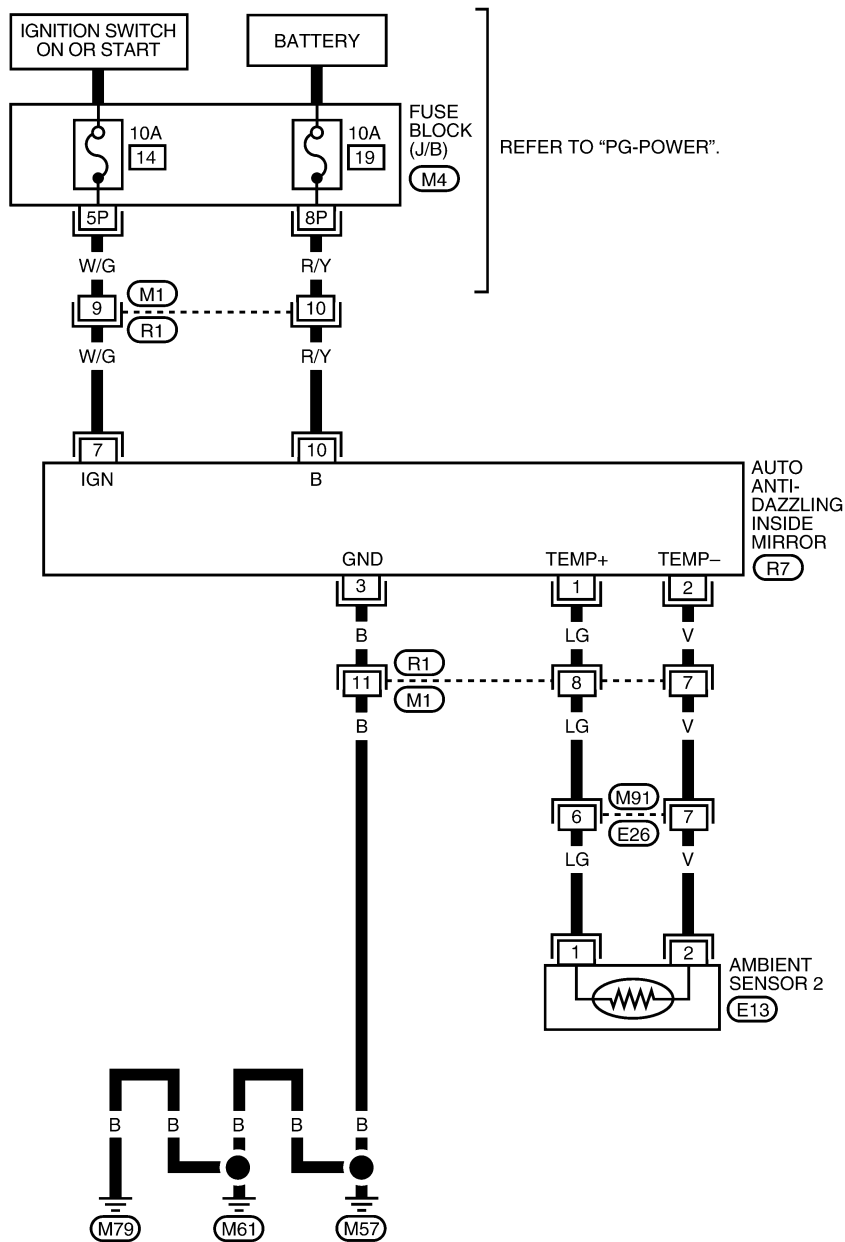 IGNITION SWITCH
ON OR START
BATTERY
10A
14
10A
19
FUSE
BLOCK
(J/B)
M4
REFER TO “PG-POWER”.
5P
8P
W/G
R/Y
9
M1
R1
10
W/G
R/Y
7
10
IGN
B
AUTO
ANTI-
DAZZLING
INSIDE
MIRROR
R7
GND
TEMP+
TEMP–
3
1
2
B
LG
V
11
R1
M1
8
7
B
LG
V
6
M91
E26
7
LG
V
1
2
AMBIENT
SENSOR 2
E13
B
B
B
B
B
M79
M61
M57